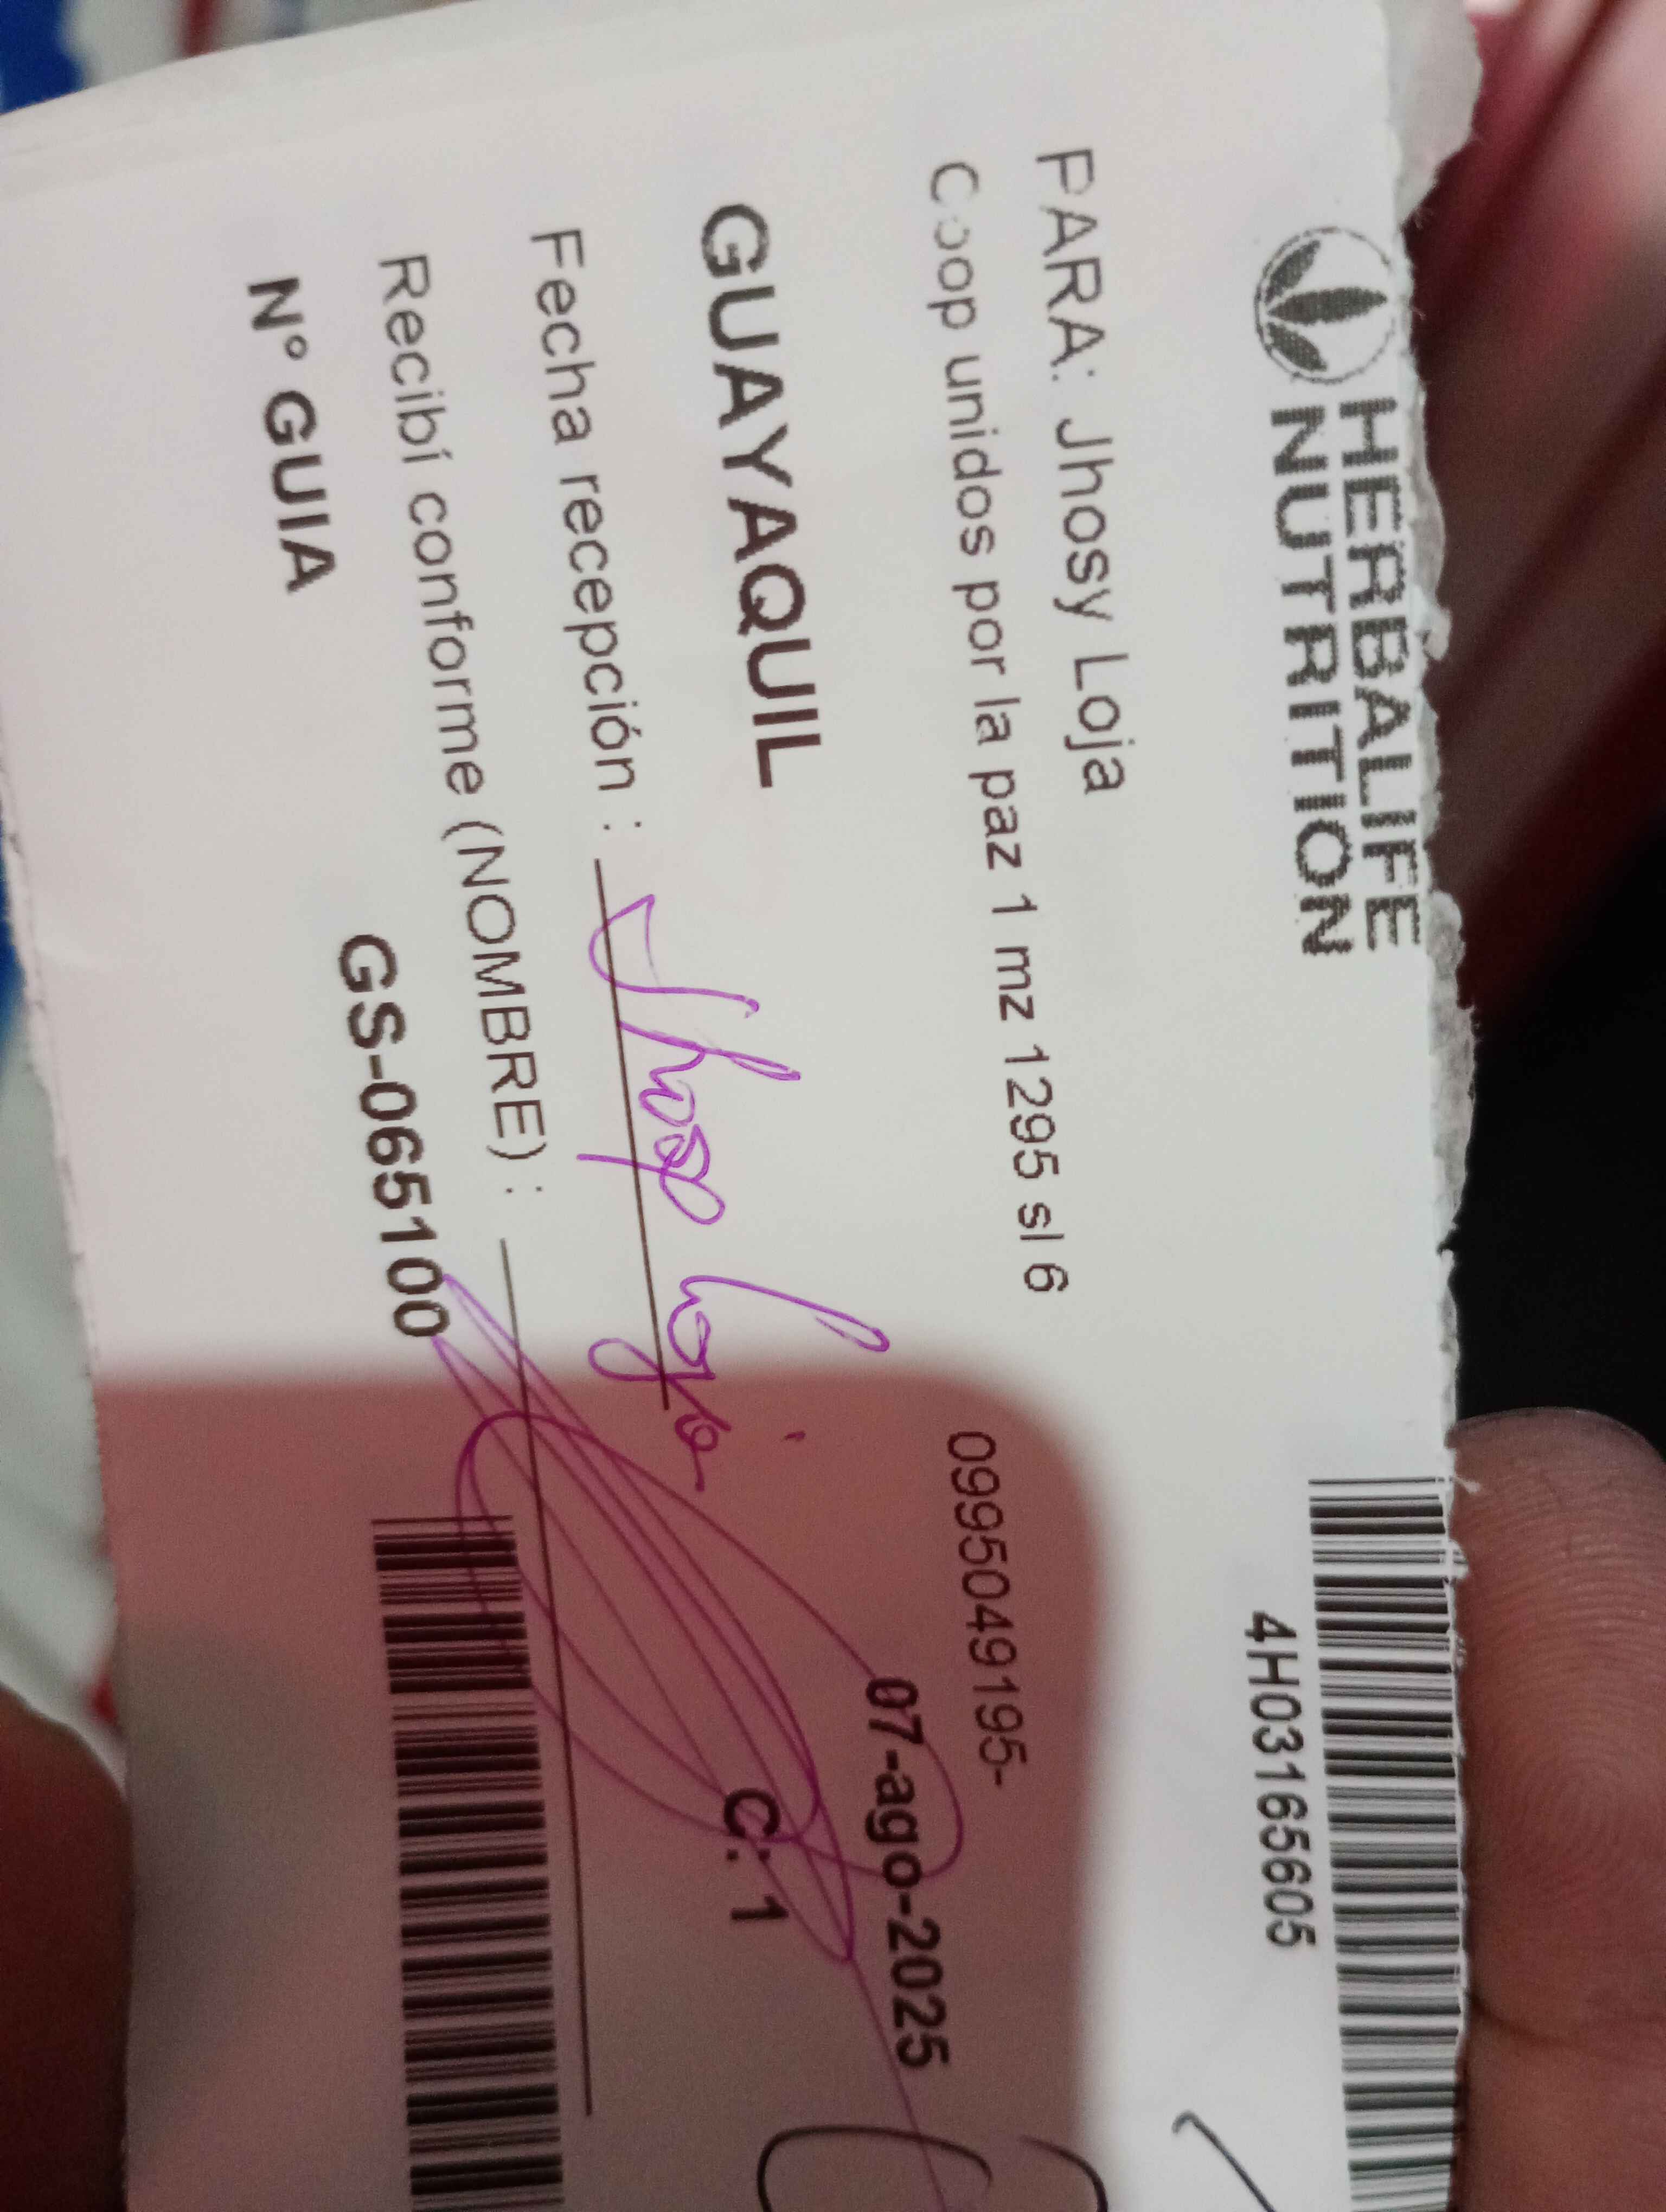 HERBALIFE
NUTRITION
4H03165605
PARA: Jhosy Loja
Coop unidos por la paz 1 mz 1295 sl 6
0995049195-
07-ago-2025
GUAYAQUIL
C: 1
Fecha recepción : Jhosy Loja
Recibí conforme (NOMBRE) :
N° GUIA GS-065100